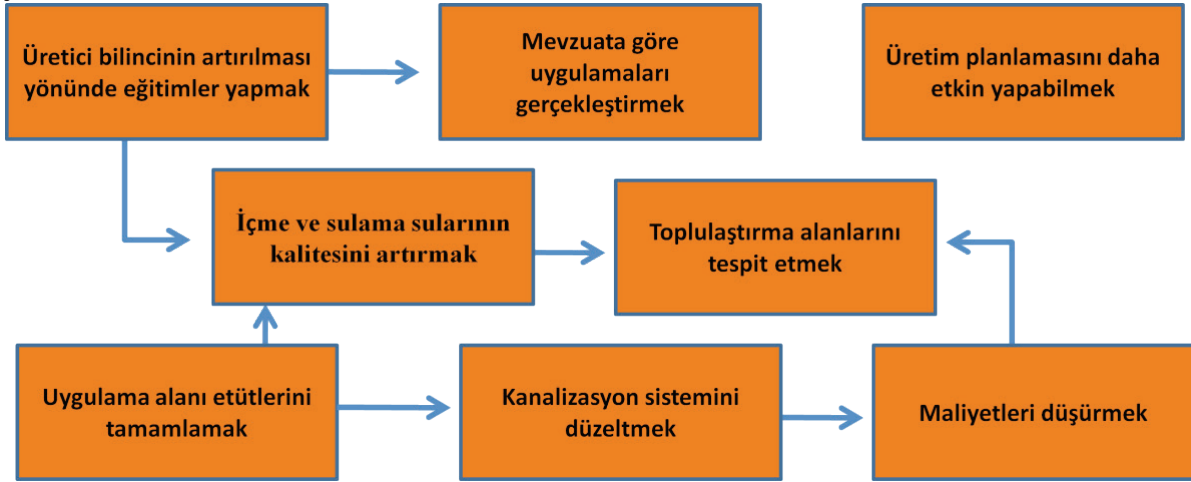 Üretici bilincinin artırılması
yönünde eğitimler yapmak
Mevzuata göre
uygulamaları
gerçekleştirmek
Üretim planlamasını daha
etkin yapabilmek
İçme ve sulama sularının
kalitesini artırmak
Toplulaştırma alanlarını
tespit etmek
Uygulama alanı etütlerini
tamamlamak
Kanalizasyon sistemini
düzeltmek
Maliyetleri düşürmek